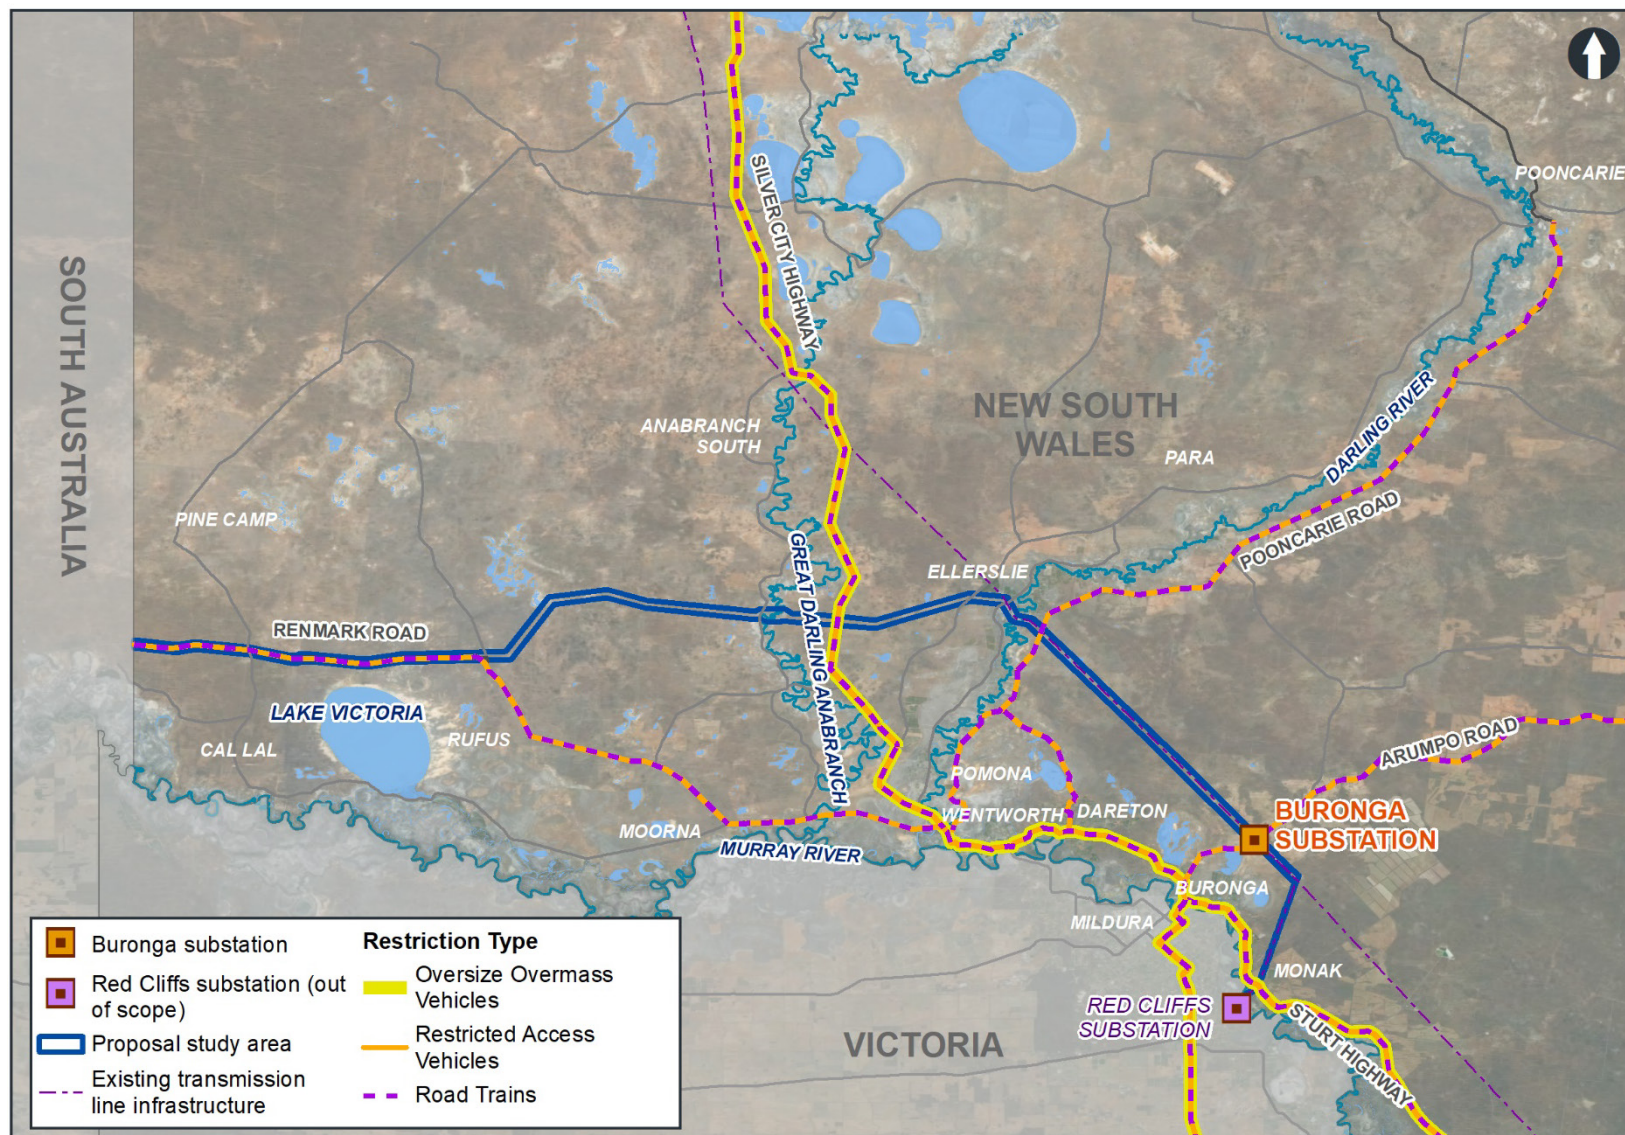 POONCARIE
SILVER CITY HIGHWAY
SOUTH AUSTRALIA
NEW SOUTH
WALES
ANABRANCH
SOUTH
DARLING RIVER
PARA
PINE CAMP
POONCARIE ROAD
GREAT DARLING ANABRANCH
ELLERSLIE
RENMARK ROAD
LAKE VICTORIA
RUFUS
CAL LAL
ARUMPO ROAD
POMONA
WENTWORTH
DARETON
BURONGA
SUBSTATION
MOORNA
MURRAY RIVER
BURONGA
MILDURA
MONAK
RED CLIFFS
SUBSTATION
STURT HIGHWAY
VICTORIA
Buronga substation
Red Cliffs substation (out
of scope)
Proposal study area
Existing transmission
line infrastructure
Restriction Type
Oversize Overmass
Vehicles
Restricted Access
Vehicles
Road Trains